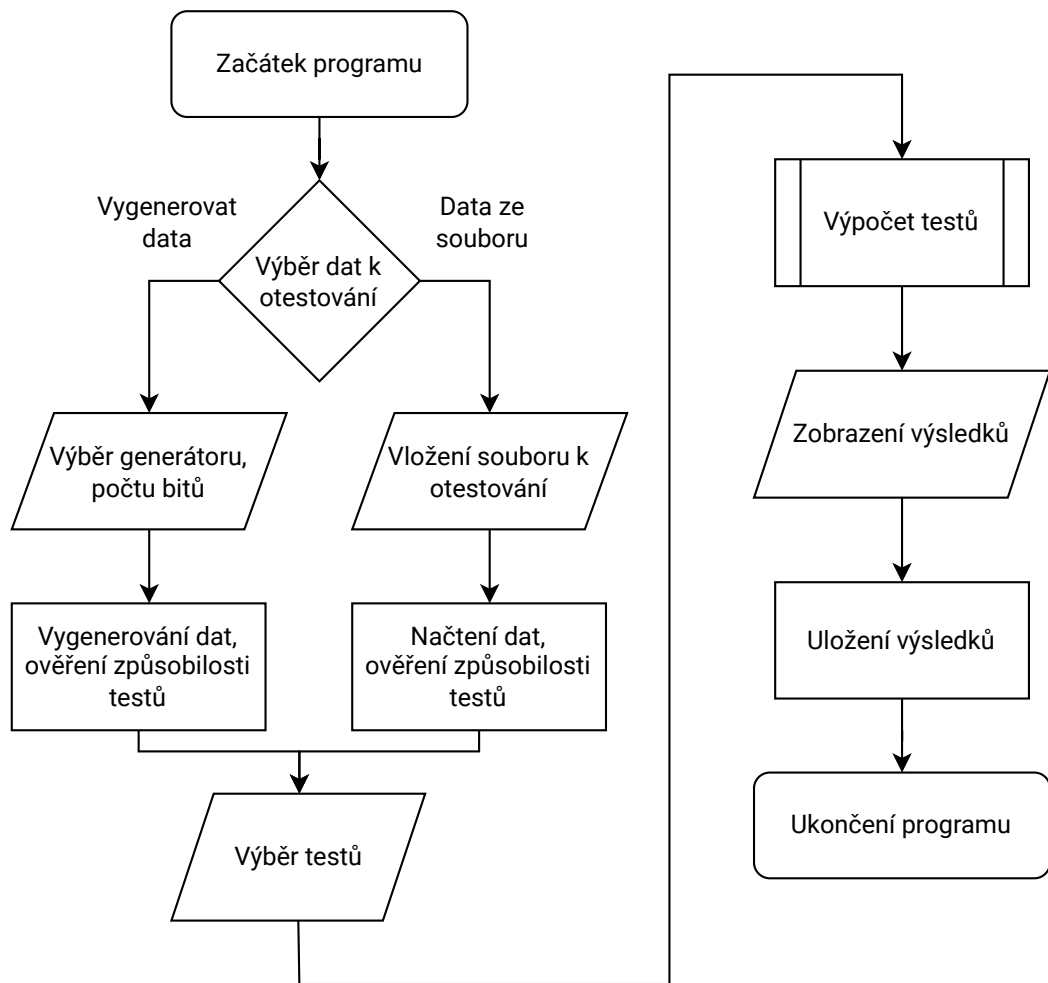 Začátek programu
Vygenerovat
data
Data ze
souboru
Výběr dat k
otestování
Výběr generátoru,
počtu bitů
Vložení souboru k
otestování
Vygenerování dat,
ověření způsobilosti
testů
Načtení dat,
ověření způsobilosti
testů
Výběr testů
Výpočet testů
Zobrazení výsledků
Uložení výsledků
Ukončení programu